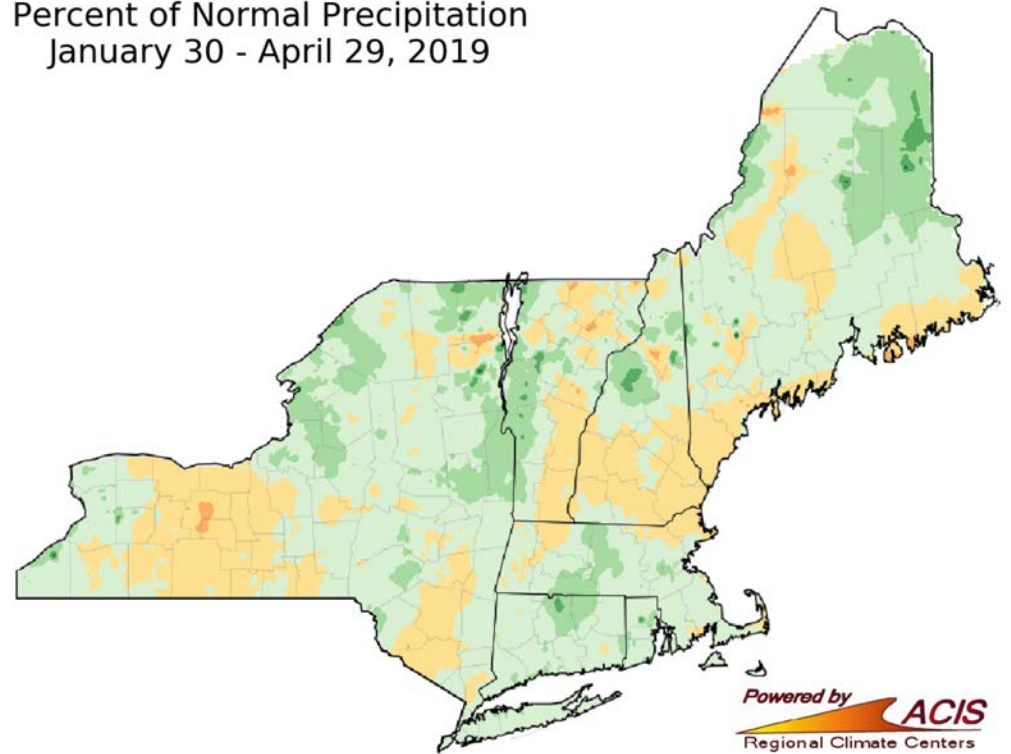 Percent of Normal Precipitation
January 30 - April 29, 2019
Powered by
ACIS
Regional Climate Centers